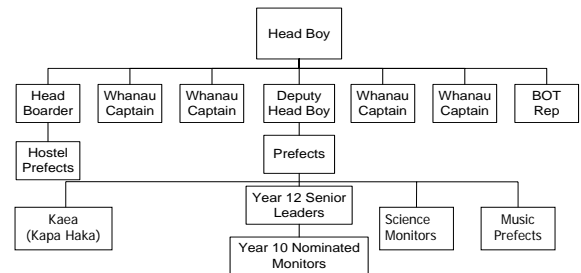 Head Boy
Head
Boarder
Whanau
Captain
Whanau
Captain
Deputy
Head Boy
Whanau
Captain
Whanau
Captain
BOT
Rep
Hostel
Prefects
Prefects
Kaea
(Kapa Haka)
Year 12 Senior
Leaders
Science
Monitors
Music
Prefects
Year 10 Nominated
Monitors